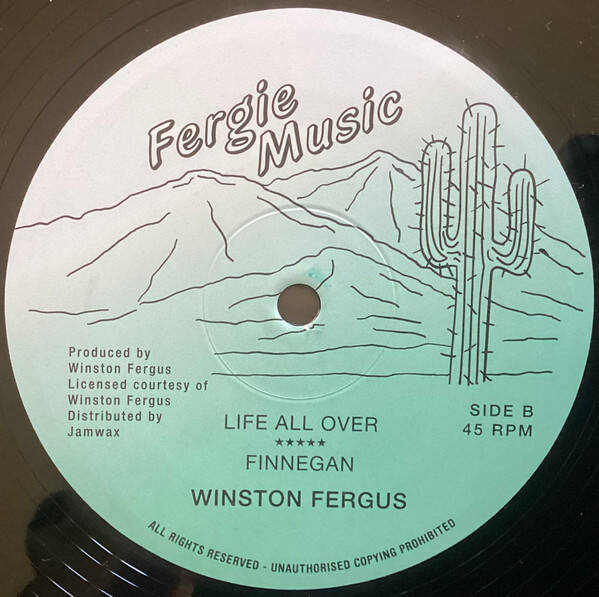 Fergie
Music
Produced by
Winston Fergus
Licensed courtesy of
Winston Fergus
Distributed by
Jamwax
SIDE B
45 RPM
LIFE ALL OVER
★★★★★
FINNEGAN
WINSTON FERGUS
ALL RIGHTS RESERVED - UNAUTHORISED COPYING PROHIBITED